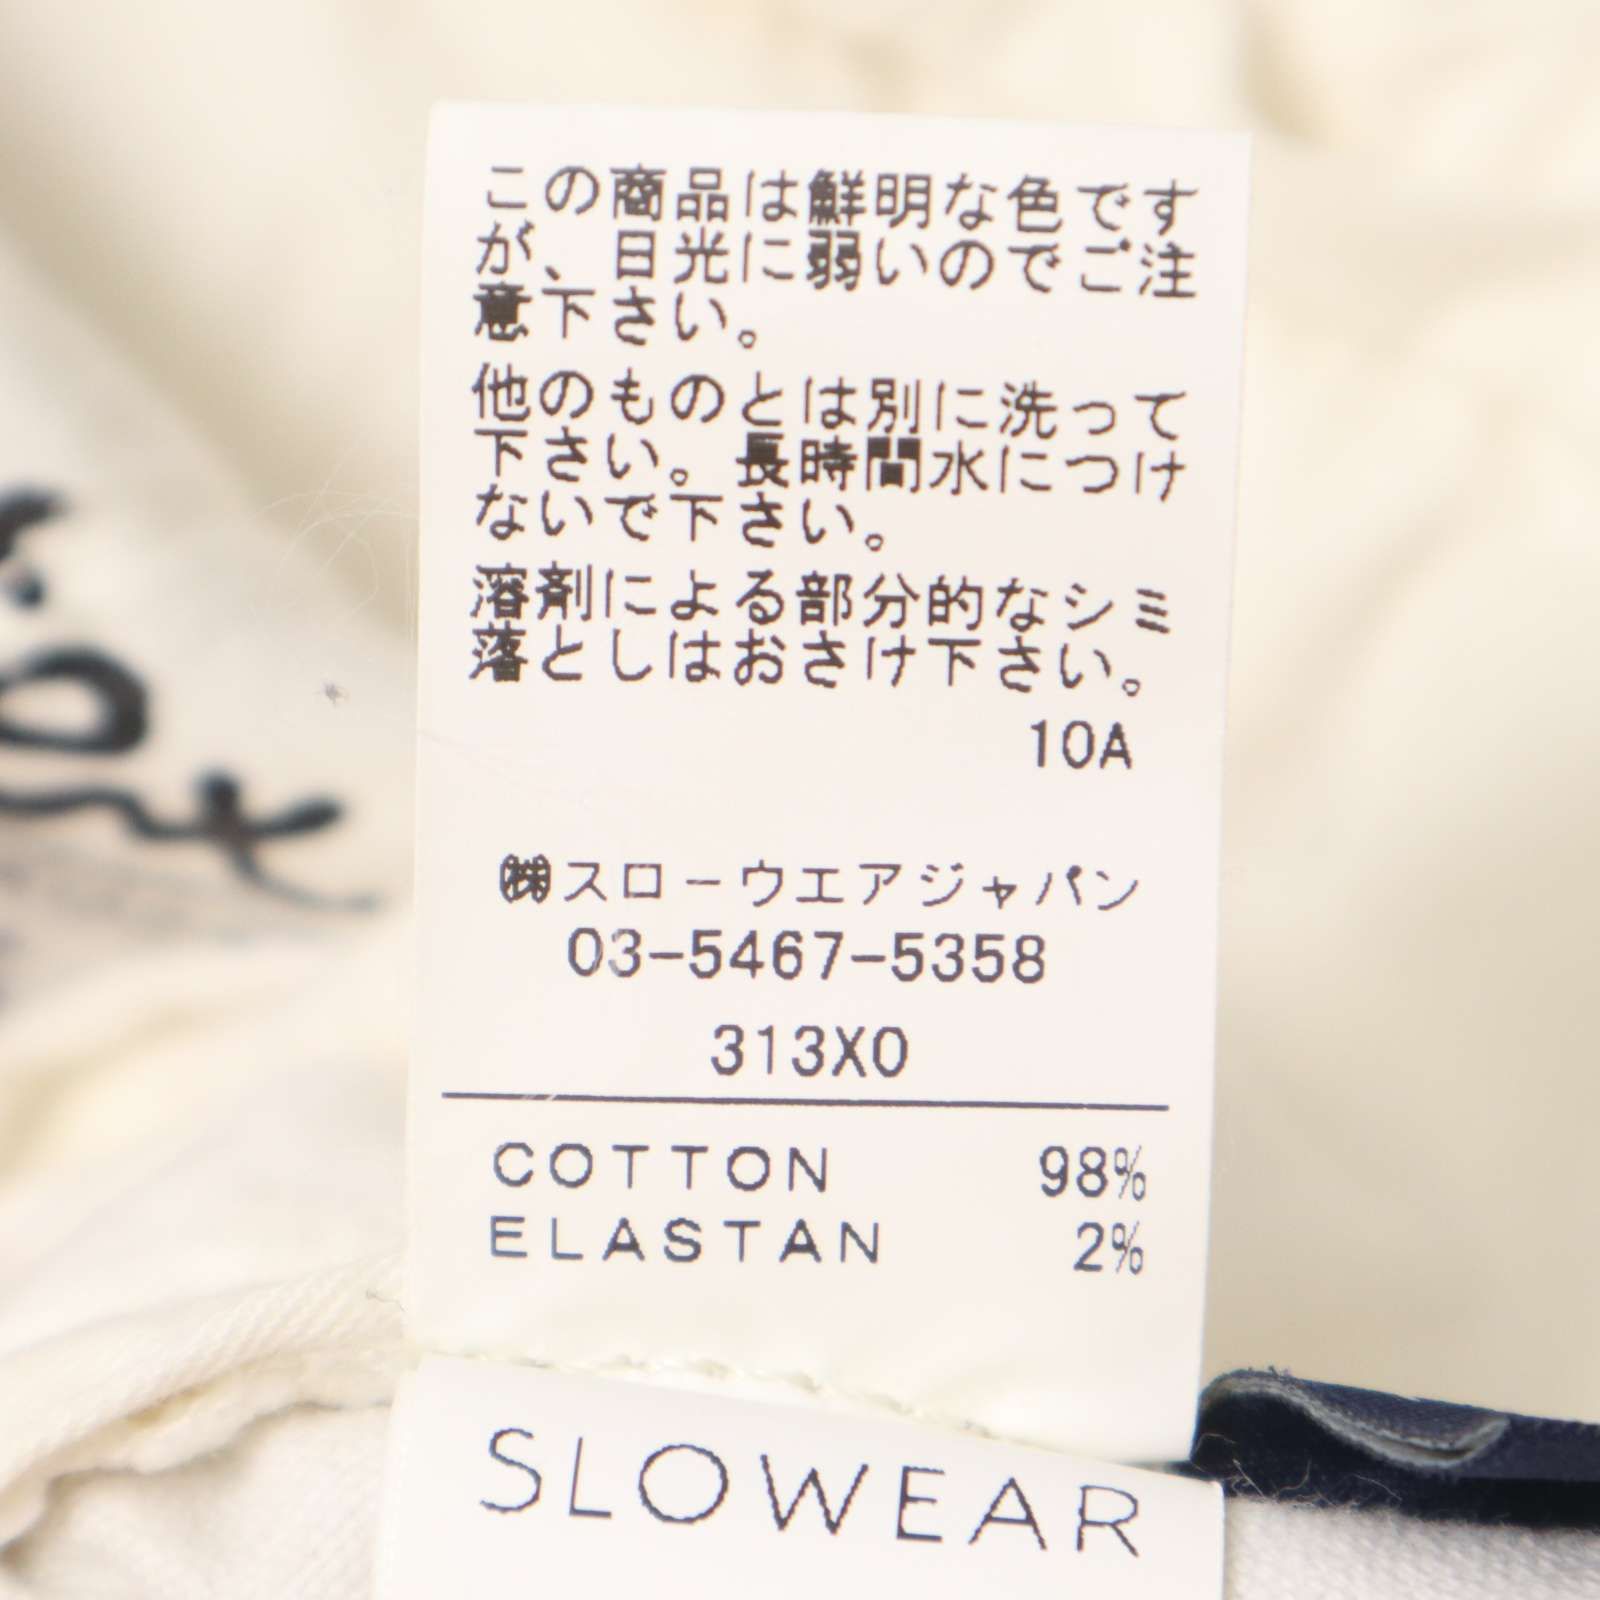 この商品は鮮明な色です
が、日光に弱いのでご注
意下さい。
他のものとは別に洗って
下さい。長時間水につけ
ないで下さい。
溶剤による部分的なシミ
落としはおさけ下さい。
10A
㈱スローウエアジャパン
03-5467-5358
313X0
COTTON 98%
ELASTAN 2%
SLOWEAR